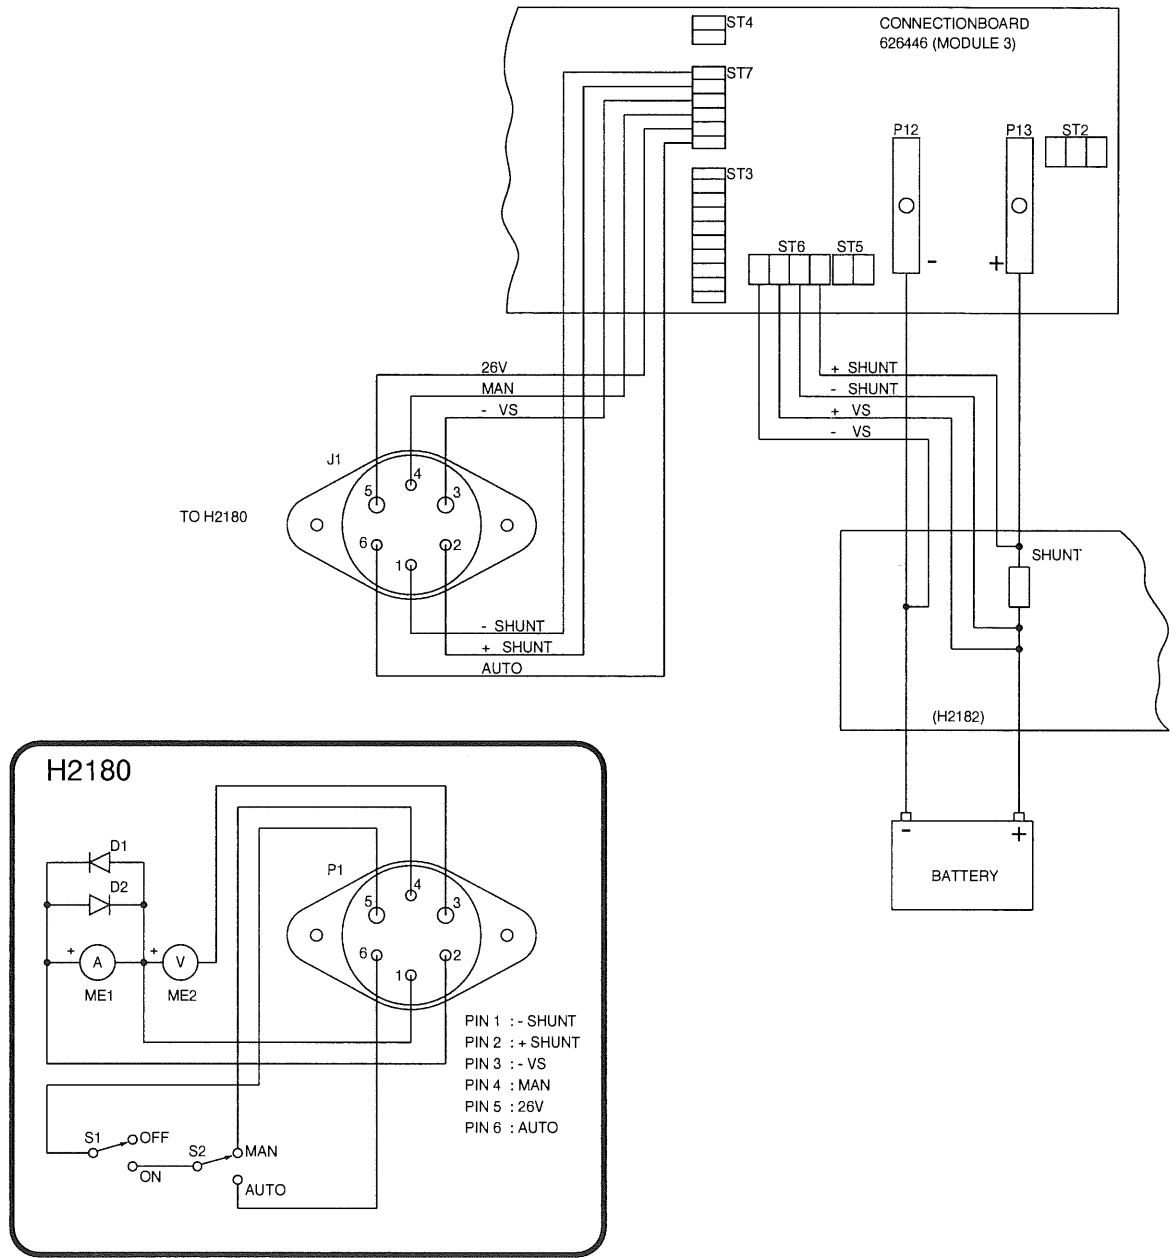 ST4
CONNECTIONBOARD
626446 (MODULE 3)
ST7
P12
P13
ST2
ST3
ST6
ST5
-
+
26V
MAN
- VS
+ SHUNT
- SHUNT
+ VS
- VS
J1
5
4
3
TO H2180
6
1
2
SHUNT
- SHUNT
+ SHUNT
AUTO
(H2182)
H2180
- +
BATTERY
D1
D2
P1
5
4
3
6
1
2
+ A
+ V
ME1
ME2
PIN 1 : - SHUNT
PIN 2 : + SHUNT
PIN 3 : - VS
PIN 4 : MAN
PIN 5 : 26V
PIN 6 : AUTO
S1
OFF
ON
S2
MAN
AUTO